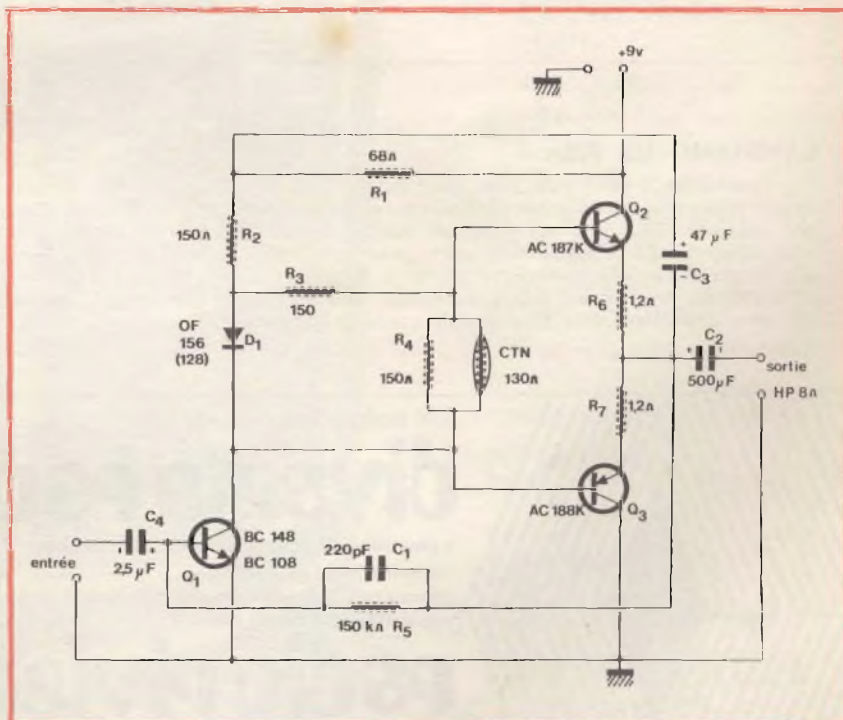 +9v
68Ω
R1
Q2
150Ω R2
AC 187K
47 µF
+
C3
-
R3
150
R6 1,2Ω
OF
156
(128)
D1
R4
150Ω
CTN
130Ω
C2
+
500µF
sortie
HP 8Ω
R7 1,2Ω
AC 188K
Q3
C4
+
2,5 µF
entrée
Q1
BC 148
BC 108
220pF C1
150 kΩ R5